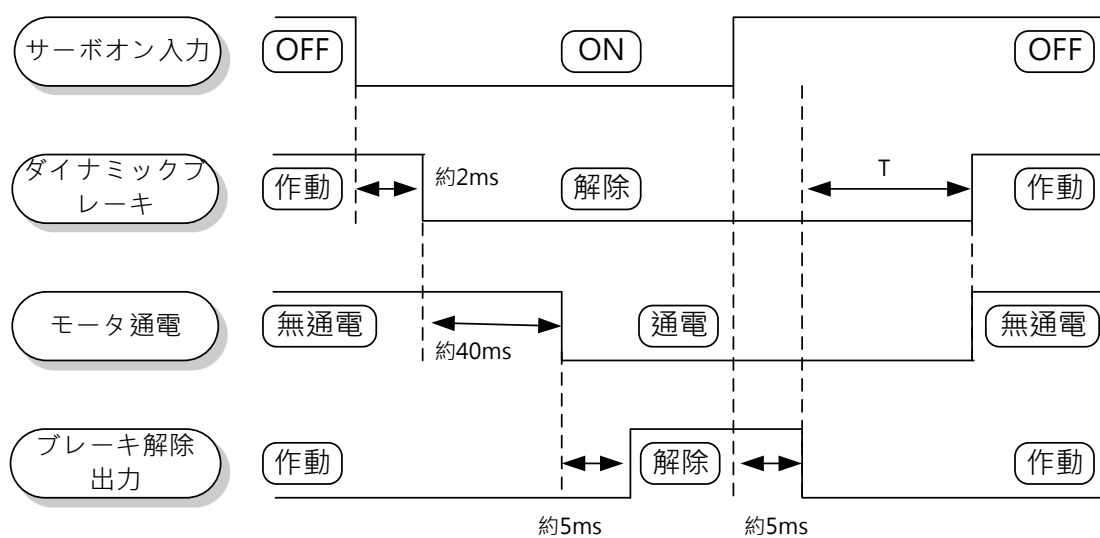 サーボオン入力
OFF
ON
OFF
ダイナミックブ
レーキ
作動
約2ms
解除
T
作動
モータ通電
無通電
約40ms
通電
無通電
ブレーキ解除
出力
作動
解除
作動
約5ms
約5ms